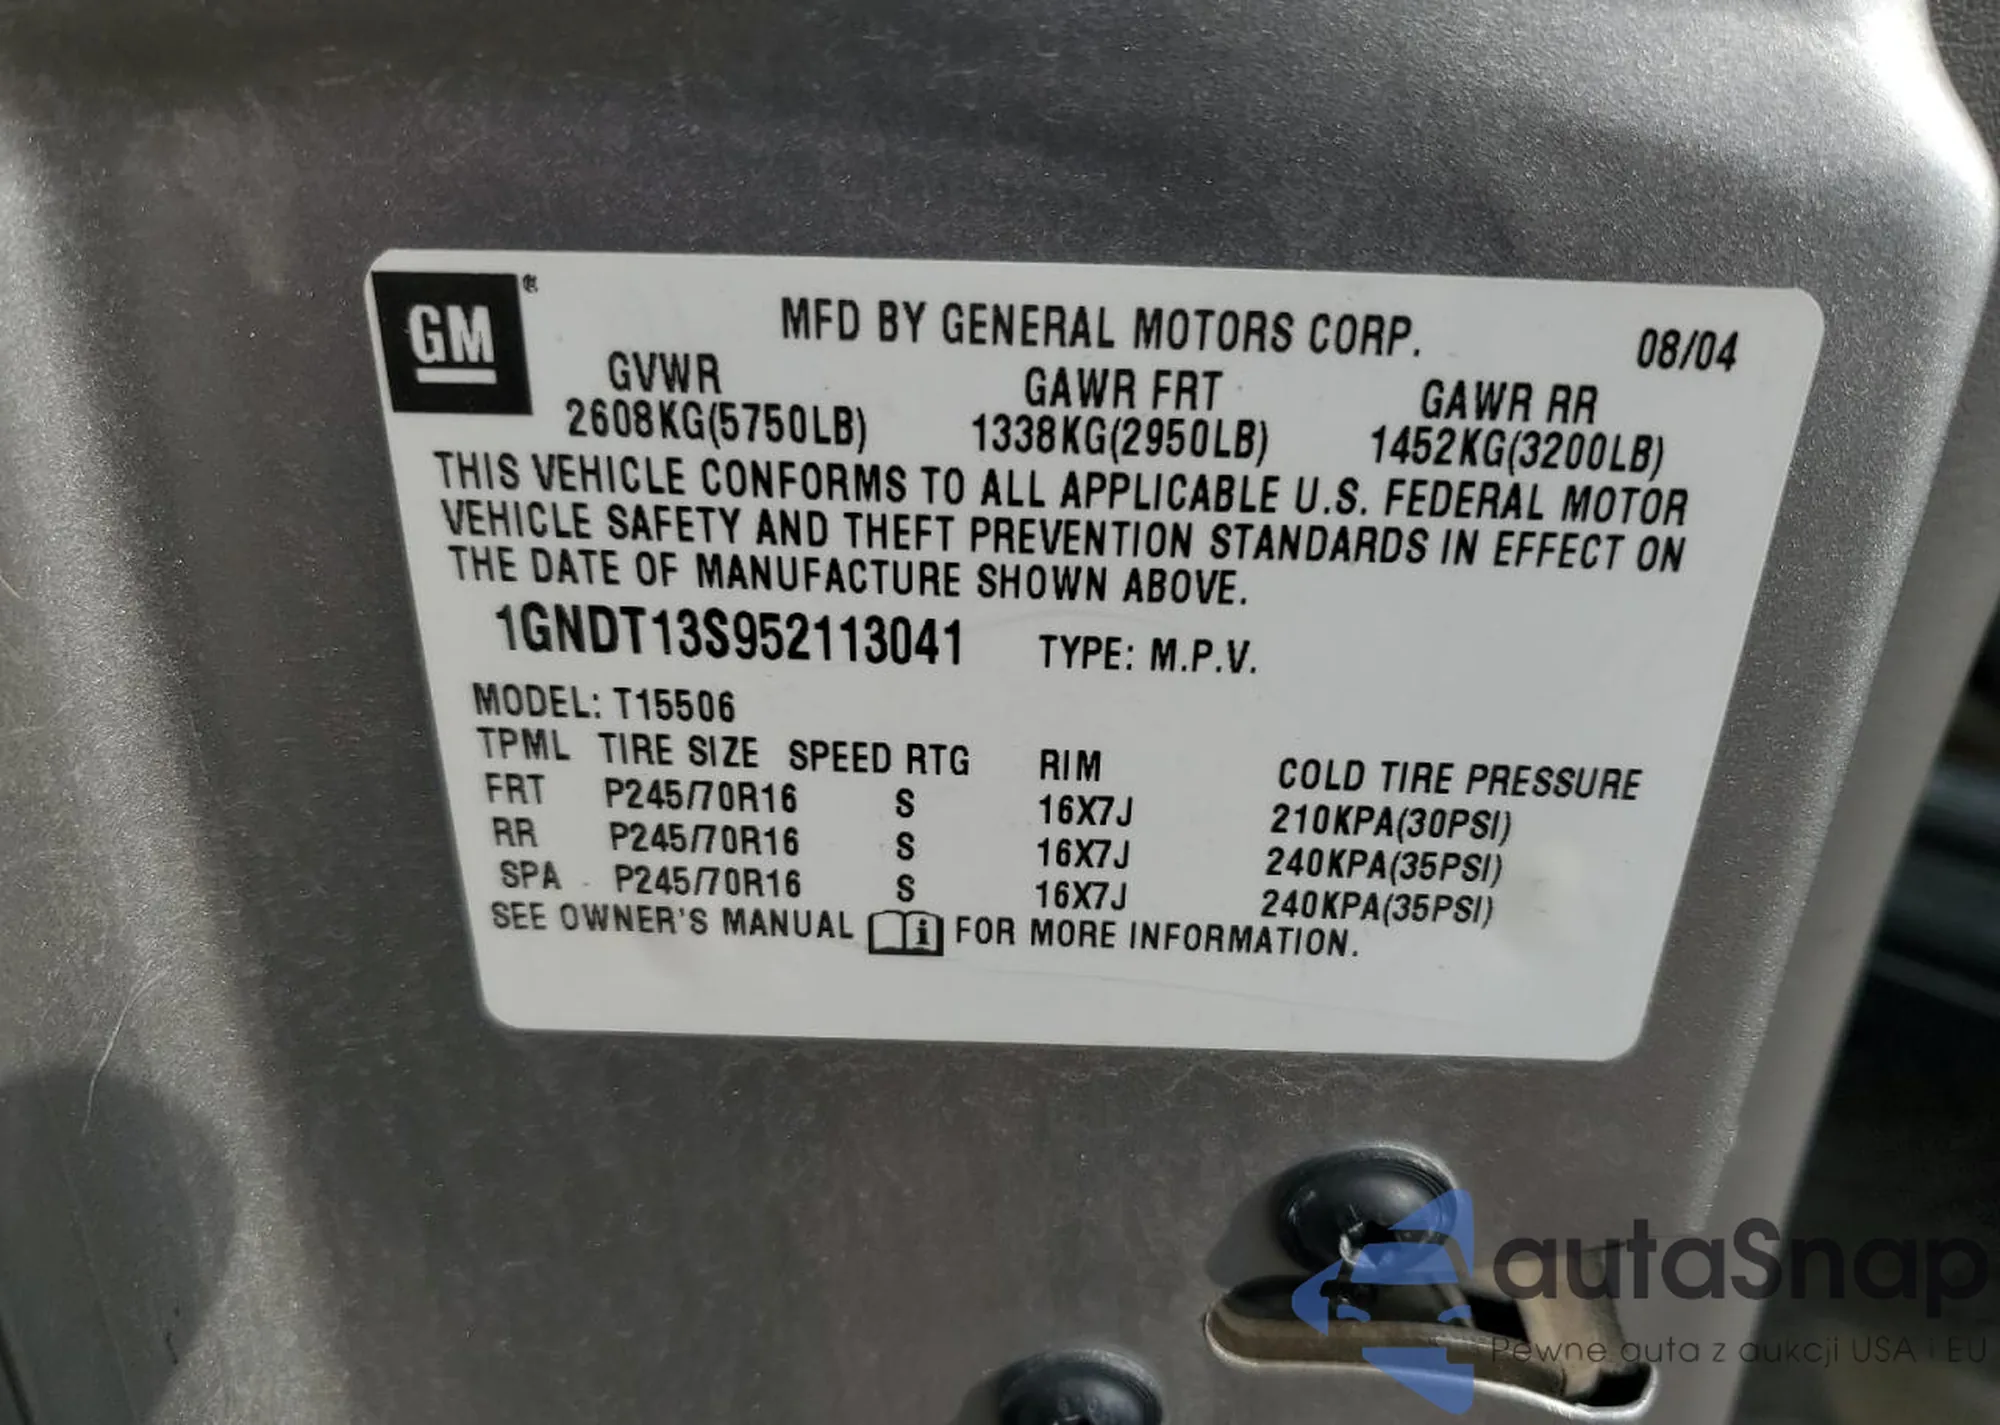 GM®
MFD BY GENERAL MOTORS CORP. 08/04
GVWR GAWR FRT GAWR RR
2608KG(5750LB) 1338KG(2950LB) 1452KG(3200LB)
THIS VEHICLE CONFORMS TO ALL APPLICABLE U.S. FEDERAL MOTOR
VEHICLE SAFETY AND THEFT PREVENTION STANDARDS IN EFFECT ON
THE DATE OF MANUFACTURE SHOWN ABOVE.
1GNDT13S952113041 TYPE: M.P.V.
MODEL: T15506
TPML TIRE SIZE SPEED RTG RIM COLD TIRE PRESSURE
FRT P245/70R16 S 16X7J 210KPA(30PSI)
RR P245/70R16 S 16X7J 240KPA(35PSI)
SPA P245/70R16 S 16X7J 240KPA(35PSI)
SEE OWNER'S MANUAL i FOR MORE INFORMATION.
autaSnap
Pewne auta z aukcji USA i EU